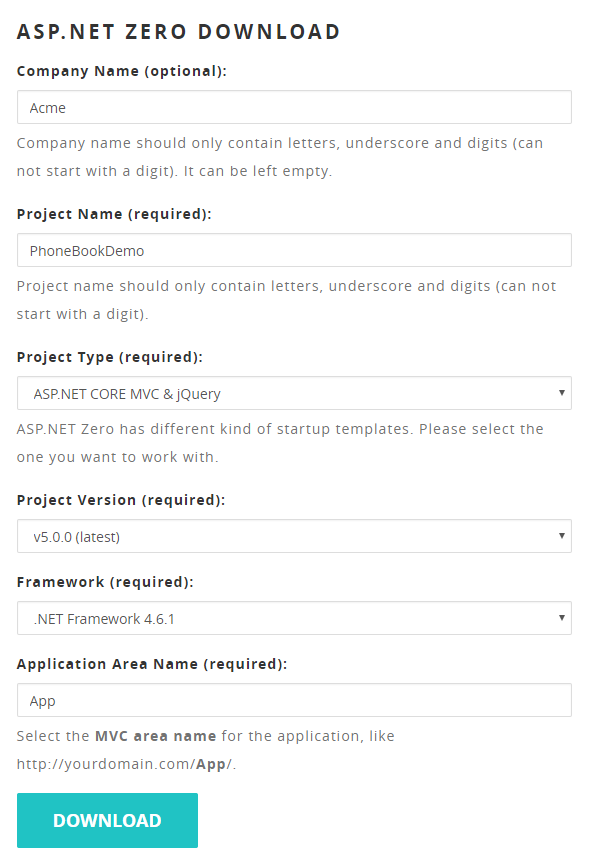 ASP.NET ZERO DOWNLOAD
Company Name (optional):
Acme
Company name should only contain letters, underscore and digits (can
not start with a digit). It can be left empty.
Project Name (required):
PhoneBookDemo
Project name should only contain letters, underscore and digits (can not
start with a digit).
Project Type (required):
ASP.NET CORE MVC & jQuery
ASP.NET Zero has different kind of startup templates. Please select the
one you want to work with.
Project Version (required):
v5.0.0 (latest)
Framework (required):
.NET Framework 4.6.1
Application Area Name (required):
App
Select the MVC area name for the application, like
http://yourdomain.com/App/.
DOWNLOAD